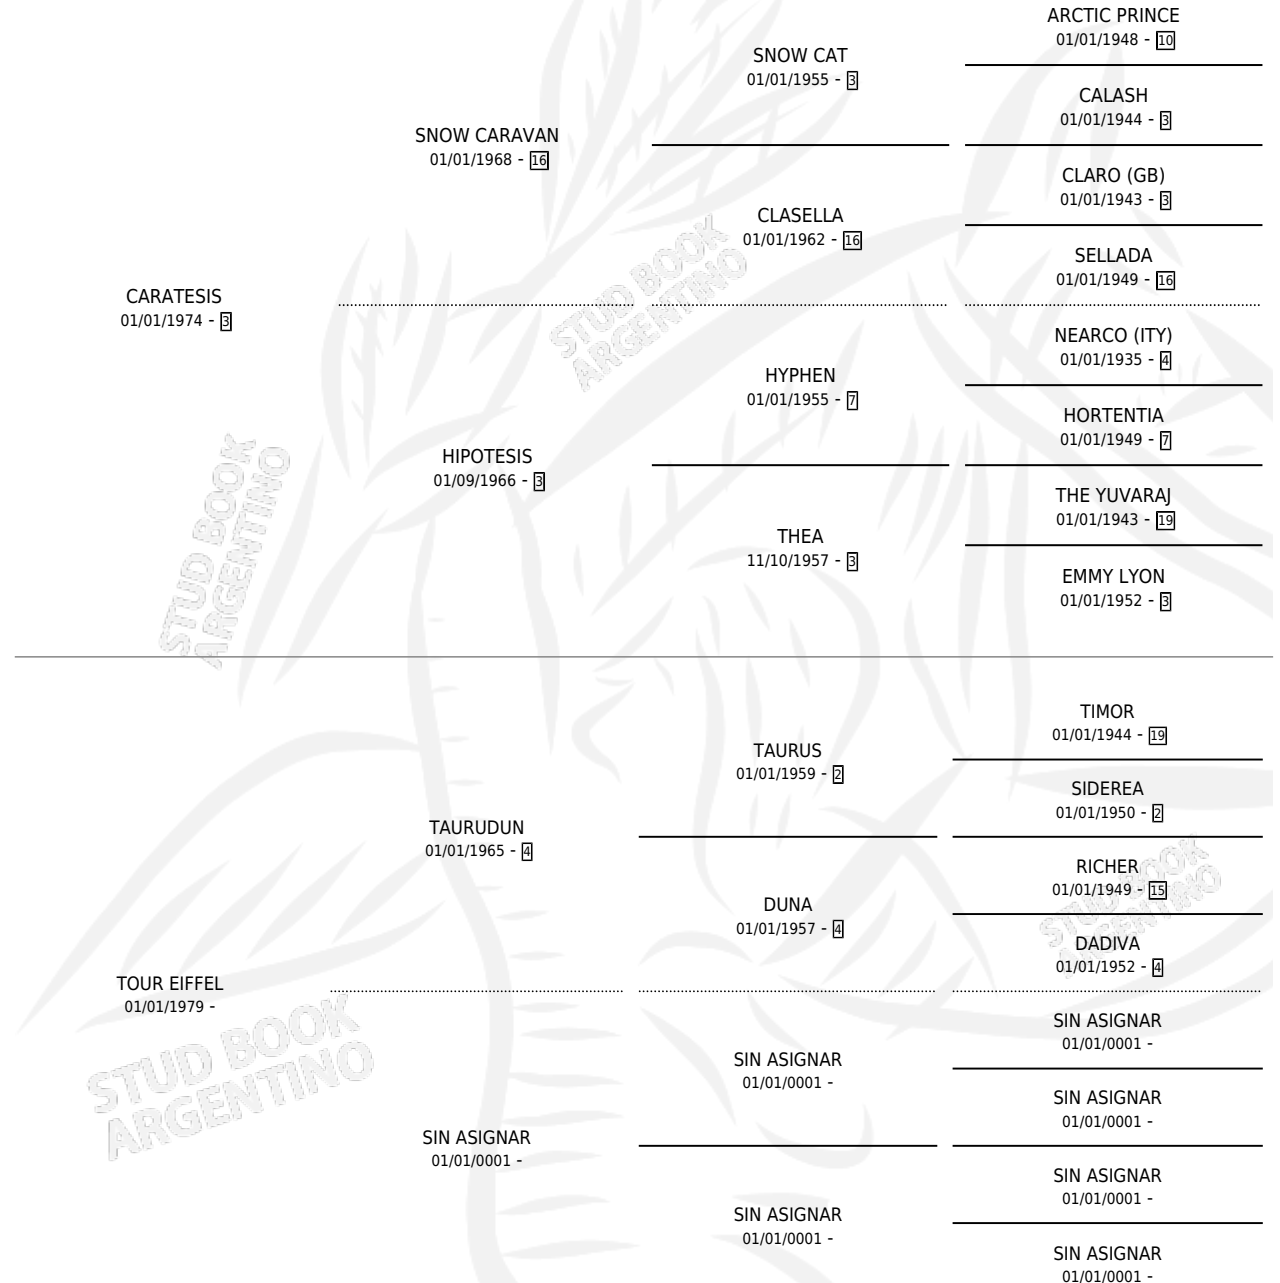 ARCTIC PRINCE
01/01/1948 - 10
SNOW CAT
01/01/1955 - 3
CALASH
01/01/1944 - 3
SNOW CARAVAN
01/01/1968 - 16
CLARO (GB)
01/01/1943 - 3
CLASELLA
01/01/1962 - 16
SELLADA
01/01/1949 - 16
CARATESIS
01/01/1974 - 3
NEARCO (ITY)
01/01/1935 - 4
HYPHEN
01/01/1955 - 7
HORTENTIA
01/01/1949 - 7
HIPOTESIS
01/09/1966 - 3
THE YUVARAJ
01/01/1943 - 19
THEA
11/10/1957 - 3
EMMY LYON
01/01/1952 - 3
TIMOR
01/01/1944 - 19
TAURUS
01/01/1959 - 2
SIDEREA
01/01/1950 - 2
TAURUDUN
01/01/1965 - 4
RICHER
01/01/1949 - 15
DUNA
01/01/1957 - 4
DADIVA
01/01/1952 - 4
TOUR EIFFEL
01/01/1979 -
SIN ASIGNAR
01/01/0001 -
SIN ASIGNAR
01/01/0001 -
SIN ASIGNAR
01/01/0001 -
SIN ASIGNAR
01/01/0001 -
SIN ASIGNAR
01/01/0001 -
SIN ASIGNAR
01/01/0001 -
SIN ASIGNAR
01/01/0001 -
STUD BOOK
ARGENTINO
STUD BOOK
ARGENTINO
STUD BOOK
ARGENTINO
STUD BOOK
ARGENTINO